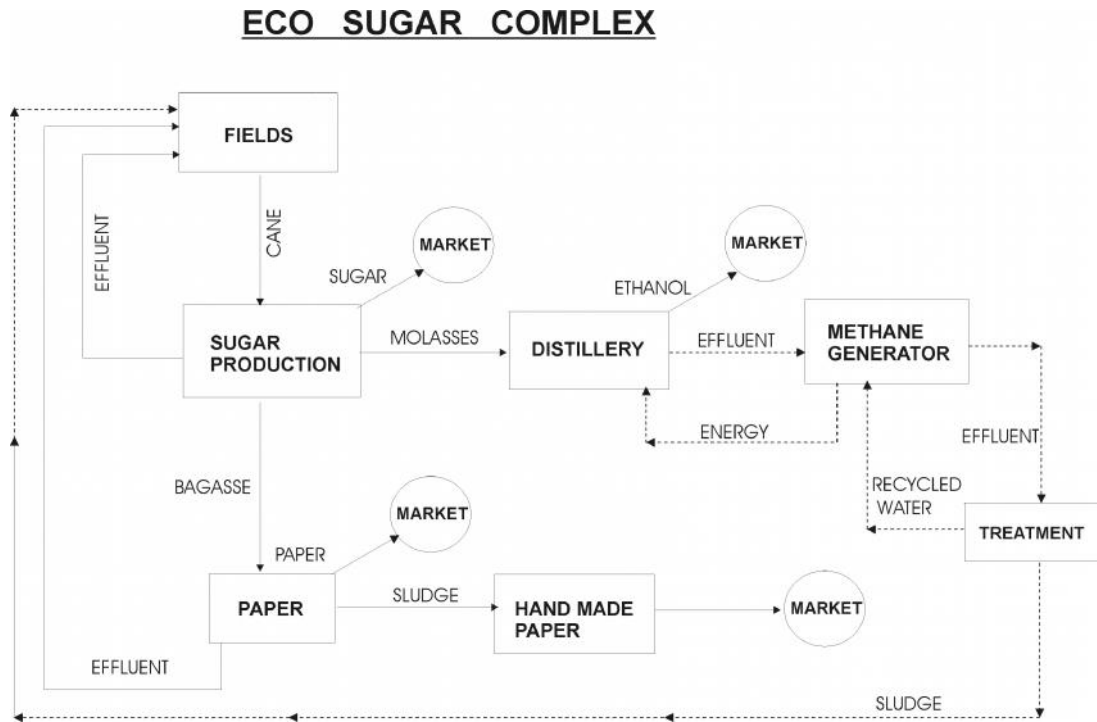 ECO SUGAR COMPLEX
FIELDS
EFFLUENT
CANE
MARKET
SUGAR
MARKET
ETHANOL
SUGAR
PRODUCTION
MOLASSES
DISTILLERY
EFFLUENT
METHANE
GENERATOR
ENERGY
EFFLUENT
BAGASSE
RECYCLED
WATER
MARKET
TREATMENT
PAPER
PAPER
SLUDGE
HAND MADE
PAPER
MARKET
EFFLUENT
SLUDGE